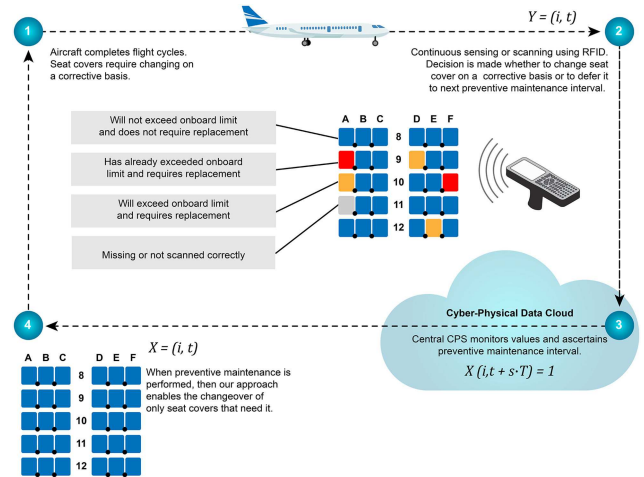 1
Y = (i, t)
2
Aircraft completes flight cycles.
Seat covers require changing on
a corrective basis.
Continuous sensing or scanning using RFID.
Decision is made whether to change seat
cover on a corrective basis or to defer it
to next preventive maintenance interval.
Will not exceed onboard limit
and does not require replacement
Has already exceeded onboard
limit and requires replacement
Will exceed onboard limit
and requires replacement
Missing or not scanned correctly
A B C D E F
8
9
10
11
12
Cyber-Physical Data Cloud
3
Central CPS monitors values and ascertains
preventive maintenance interval.
X (i,t + s·T) = 1
4
X = (i, t)
When preventive maintenance is
performed, then our approach
enables the changeover of
only seat covers that need it.
A B C D E F
8
9
10
11
12